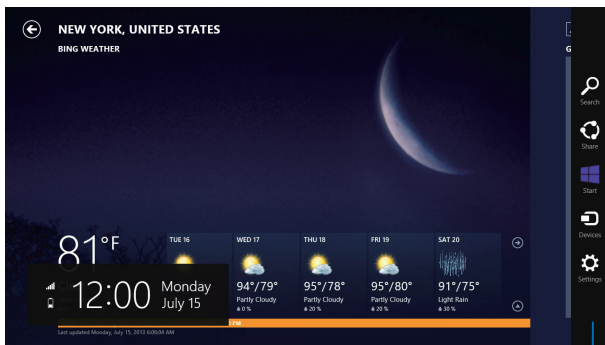 NEW YORK, UNITED STATES
BING WEATHER
Search
Share
Start
Devices
Settings
81°F
TUE 16
WED 17
94°/79°
Partly Cloudy
0 %
THU 18
95°/78°
Partly Cloudy
20 %
FRI 19
95°/80°
Partly Cloudy
20 %
SAT 20
91°/75°
Light Rain
30 %
12:00
Monday
July 15
PM
Last updated Monday, July 15, 2013 6:06:04 AM